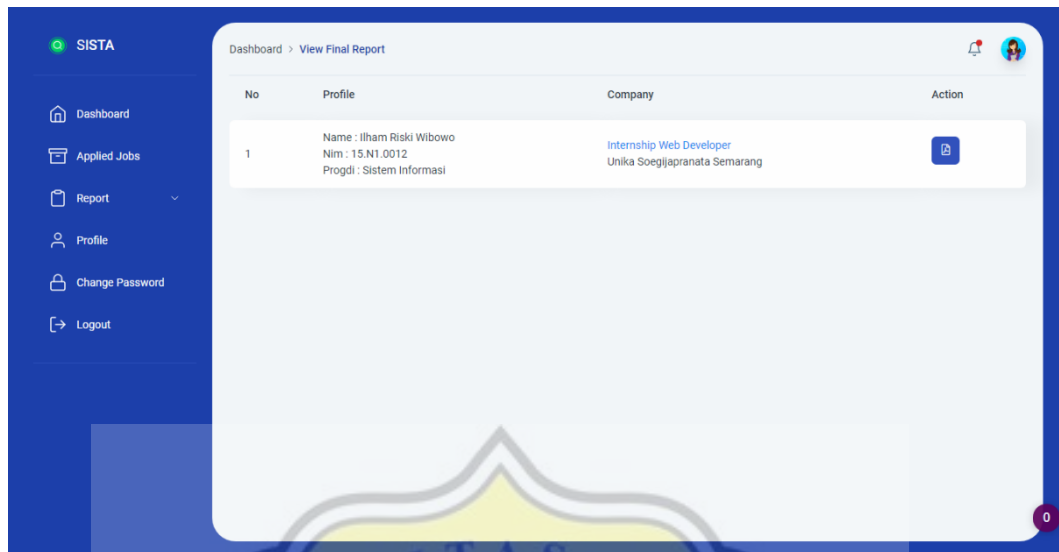 SISTA
Dashboard
Applied Jobs
Report
Profile
Change Password
Logout
Dashboard > View Final Report
No Profile Company Action
1
Name : Ilham Riski Wibowo
Nim : 15.N1.0012
Progdi : Sistem Informasi
Internship Web Developer
Unika Soegijapranata Semarang
0
T A S